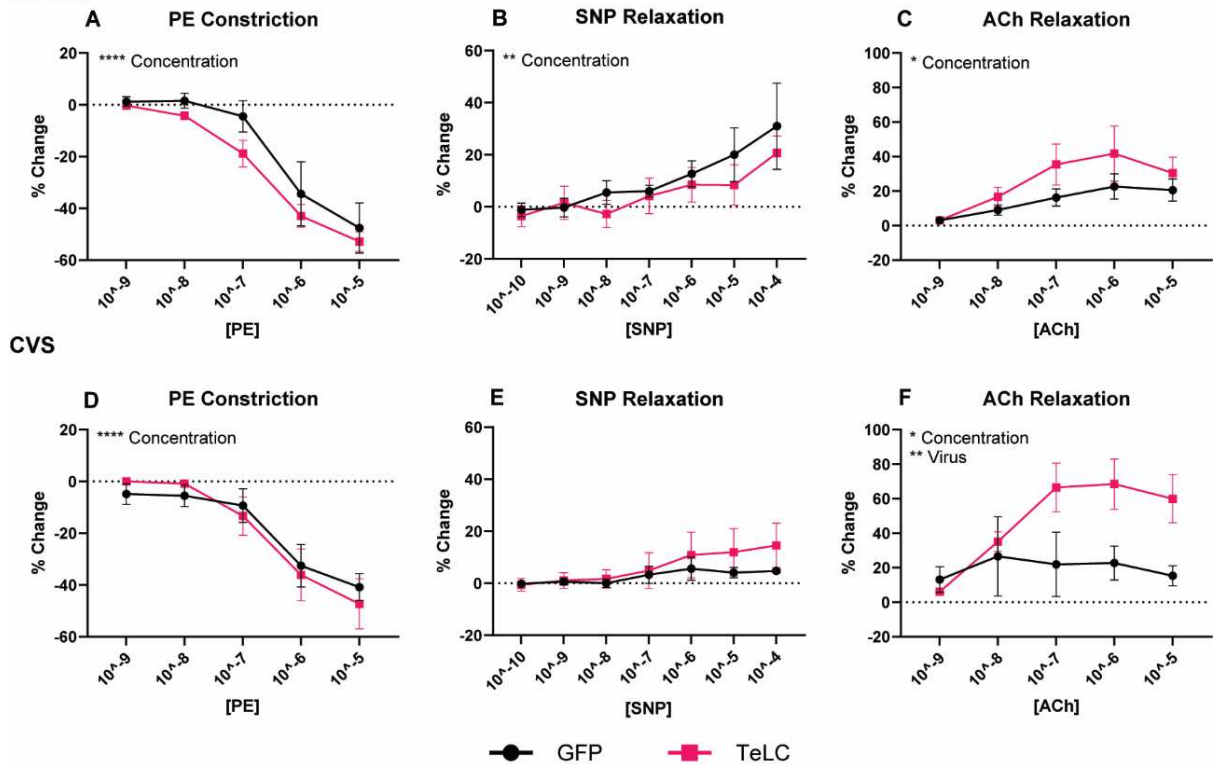 A PE Constriction
**** Concentration
% Change
20
0
-20
-40
-60
10^-9 10^-8 10^-7 10^-6 10^-5
[PE]
B SNP Relaxation
** Concentration
% Change
60
40
20
0
-20
10^-10 10^-9 10^-8 10^-7 10^-6 10^-5 10^-4
[SNP]
C ACh Relaxation
* Concentration
% Change
100
80
60
40
20
0
-20
10^-9 10^-8 10^-7 10^-6 10^-5
[ACh]
CVS
D PE Constriction
**** Concentration
% Change
20
0
-20
-40
-60
10^-9 10^-8 10^-7 10^-6 10^-5
[PE]
E SNP Relaxation
% Change
60
40
20
0
-20
10^-10 10^-9 10^-8 10^-7 10^-6 10^-5 10^-4
[SNP]
F ACh Relaxation
* Concentration
** Virus
% Change
100
80
60
40
20
0
-20
10^-9 10^-8 10^-7 10^-6 10^-5
[ACh]
GFP TeLC